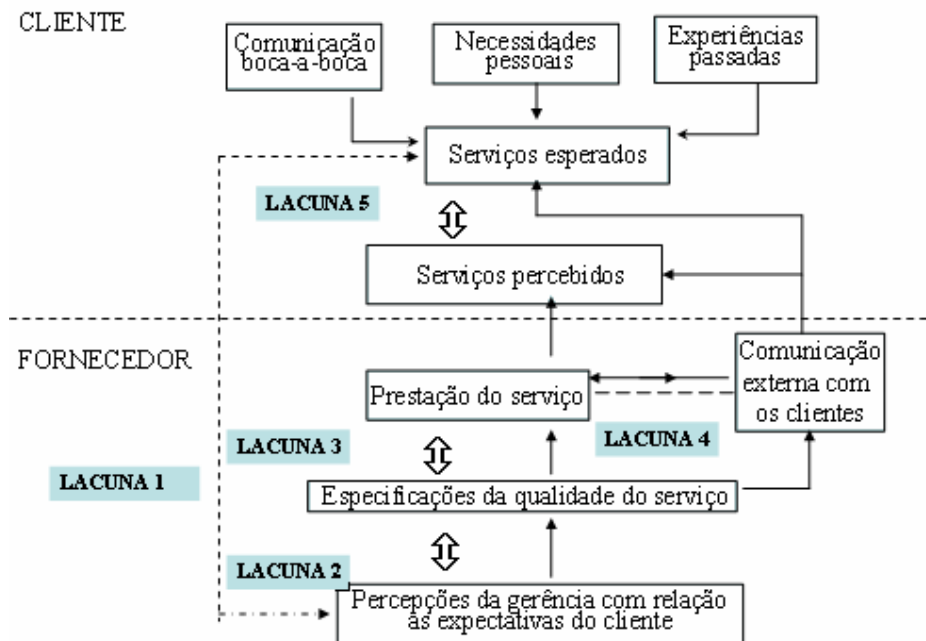 CLIENTE
Comunicação
boca-a-boca
Necessidades
pessoais
Experiências
passadas
Serviços esperados
LACUNA 5
Serviços percebidos
FORNECEDOR
Comunicação
externa com
os clientes
Prestação do serviço
LACUNA 3
LACUNA 4
LACUNA 1
Especificações da qualidade do serviço
LACUNA 2
Percepções da gerência com relação
às expectativas do cliente